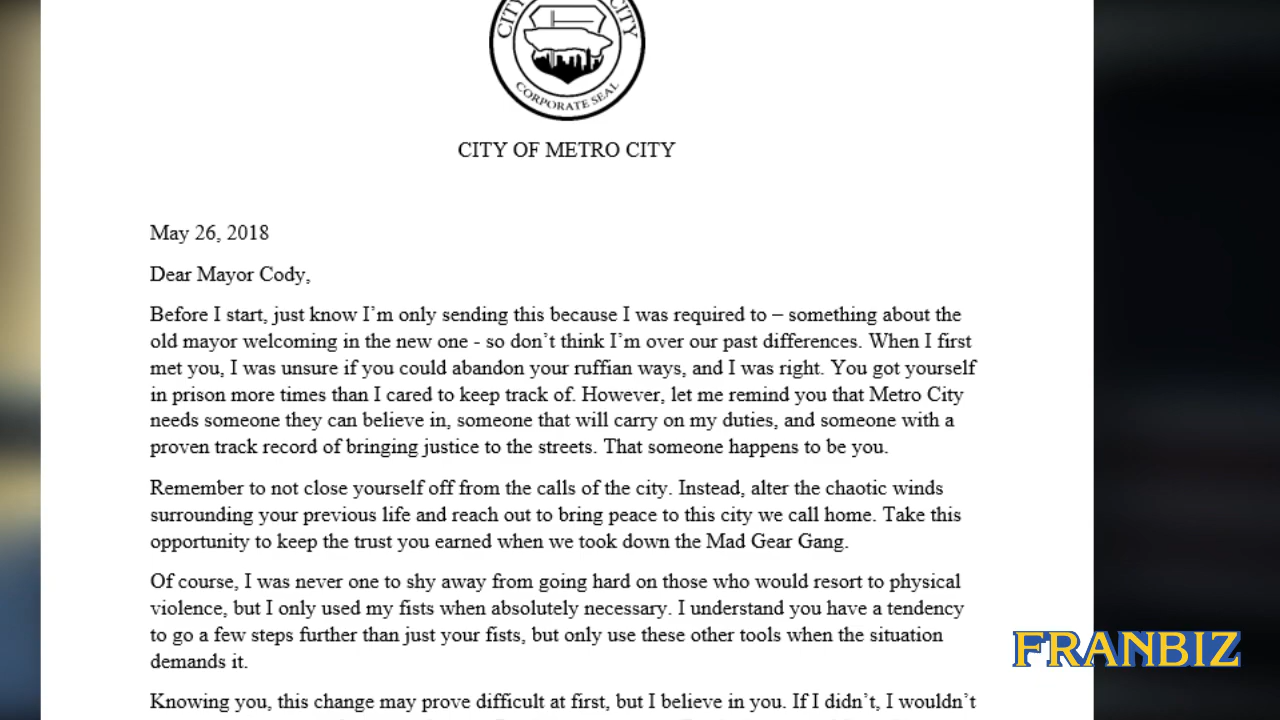 CITY CITY
CORPORATE SEAL
CITY OF METRO CITY
May 26, 2018
Dear Mayor Cody,
Before I start, just know I’m only sending this because I was required to – something about the
old mayor welcoming in the new one - so don’t think I’m over our past differences. When I first
met you, I was unsure if you could abandon your ruffian ways, and I was right. You got yourself
in prison more times than I cared to keep track of. However, let me remind you that Metro City
needs someone they can believe in, someone that will carry on my duties, and someone with a
proven track record of bringing justice to the streets. That someone happens to be you.
Remember to not close yourself off from the calls of the city. Instead, alter the chaotic winds
surrounding your previous life and reach out to bring peace to this city we call home. Take this
opportunity to keep the trust you earned when we took down the Mad Gear Gang.
Of course, I was never one to shy away from going hard on those who would resort to physical
violence, but I only used my fists when absolutely necessary. I understand you have a tendency
to go a few steps further than just your fists, but only use these other tools when the situation
demands it.
Knowing you, this change may prove difficult at first, but I believe in you. If I didn’t, I wouldn’t
FRANBIZ